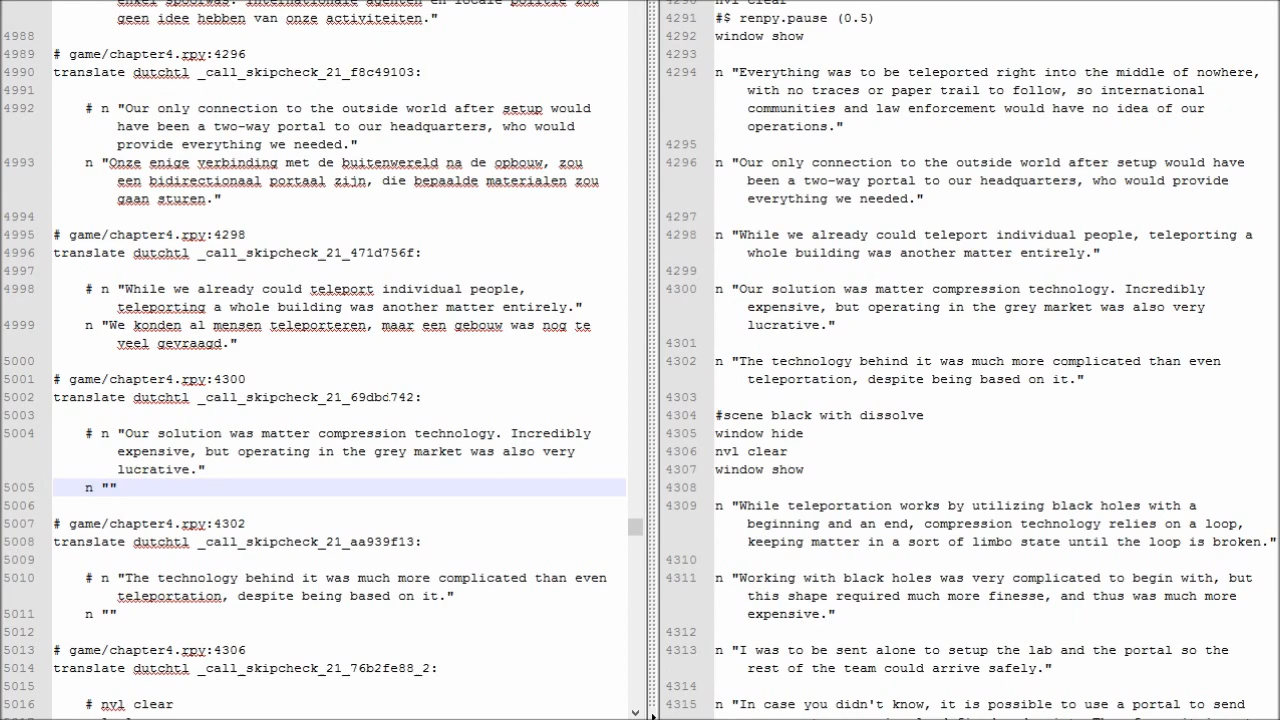 enkel spoorwas. Internationale agenten en locale politie zou
geen idee hebben van onze activiteiten."
4988
4989 # game/chapter4.rpy:4296
4990 translate dutchtl _call_skipcheck_21_f8c49103:
4991
4992 # n "Our only connection to the outside world after setup would
have been a two-way portal to our headquarters, who would
provide everything we needed."
4993 n "Onze enige verbinding met de buitenwereld na de opbouw, zou
een bidirectionaal portaal zijn, die bepaalde materialen zou
gaan sturen."
4994
4995 # game/chapter4.rpy:4298
4996 translate dutchtl _call_skipcheck_21_471d756f:
4997
4998 # n "While we already could teleport individual people,
teleporting a whole building was another matter entirely."
4999 n "We konden al mensen teleporteren, maar een gebouw was nog te
veel gevraagd."
5000
5001 # game/chapter4.rpy:4300
5002 translate dutchtl _call_skipcheck_21_69dbc742:
5003
5004 # n "Our solution was matter compression technology. Incredibly
expensive, but operating in the grey market was also very
lucrative."
5005 n ""
5006
5007 # game/chapter4.rpy:4302
5008 translate dutchtl _call_skipcheck_21_aa939f13:
5009
5010 # n "The technology behind it was much more complicated than even
teleportation, despite being based on it."
5011 n ""
5012
5013 # game/chapter4.rpy:4306
5014 translate dutchtl _call_skipcheck_21_76b2fe88_2:
5015
5016 # nvl clear
4290 nvl clear
4291 #$ renpy.pause (0.5)
4292 window show
4293
4294 n "Everything was to be teleported right into the middle of nowhere,
with no traces or paper trail to follow, so international
communities and law enforcement would have no idea of our
operations."
4295
4296 n "Our only connection to the outside world after setup would have
been a two-way portal to our headquarters, who would provide
everything we needed."
4297
4298 n "While we already could teleport individual people, teleporting a
whole building was another matter entirely."
4299
4300 n "Our solution was matter compression technology. Incredibly
expensive, but operating in the grey market was also very
lucrative."
4301
4302 n "The technology behind it was much more complicated than even
teleportation, despite being based on it."
4303
4304 #scene black with dissolve
4305 window hide
4306 nvl clear
4307 window show
4308
4309 n "While teleportation works by utilizing black holes with a
beginning and an end, compression technology relies on a loop,
keeping matter in a sort of limbo state until the loop is broken."
4310
4311 n "Working with black holes was very complicated to begin with, but
this shape required much more finesse, and thus was much more
expensive."
4312
4313 n "I was to be sent alone to setup the lab and the portal so the
rest of the team could arrive safely."
4314
4315 n "In case you didn't know, it is possible to use a portal to send